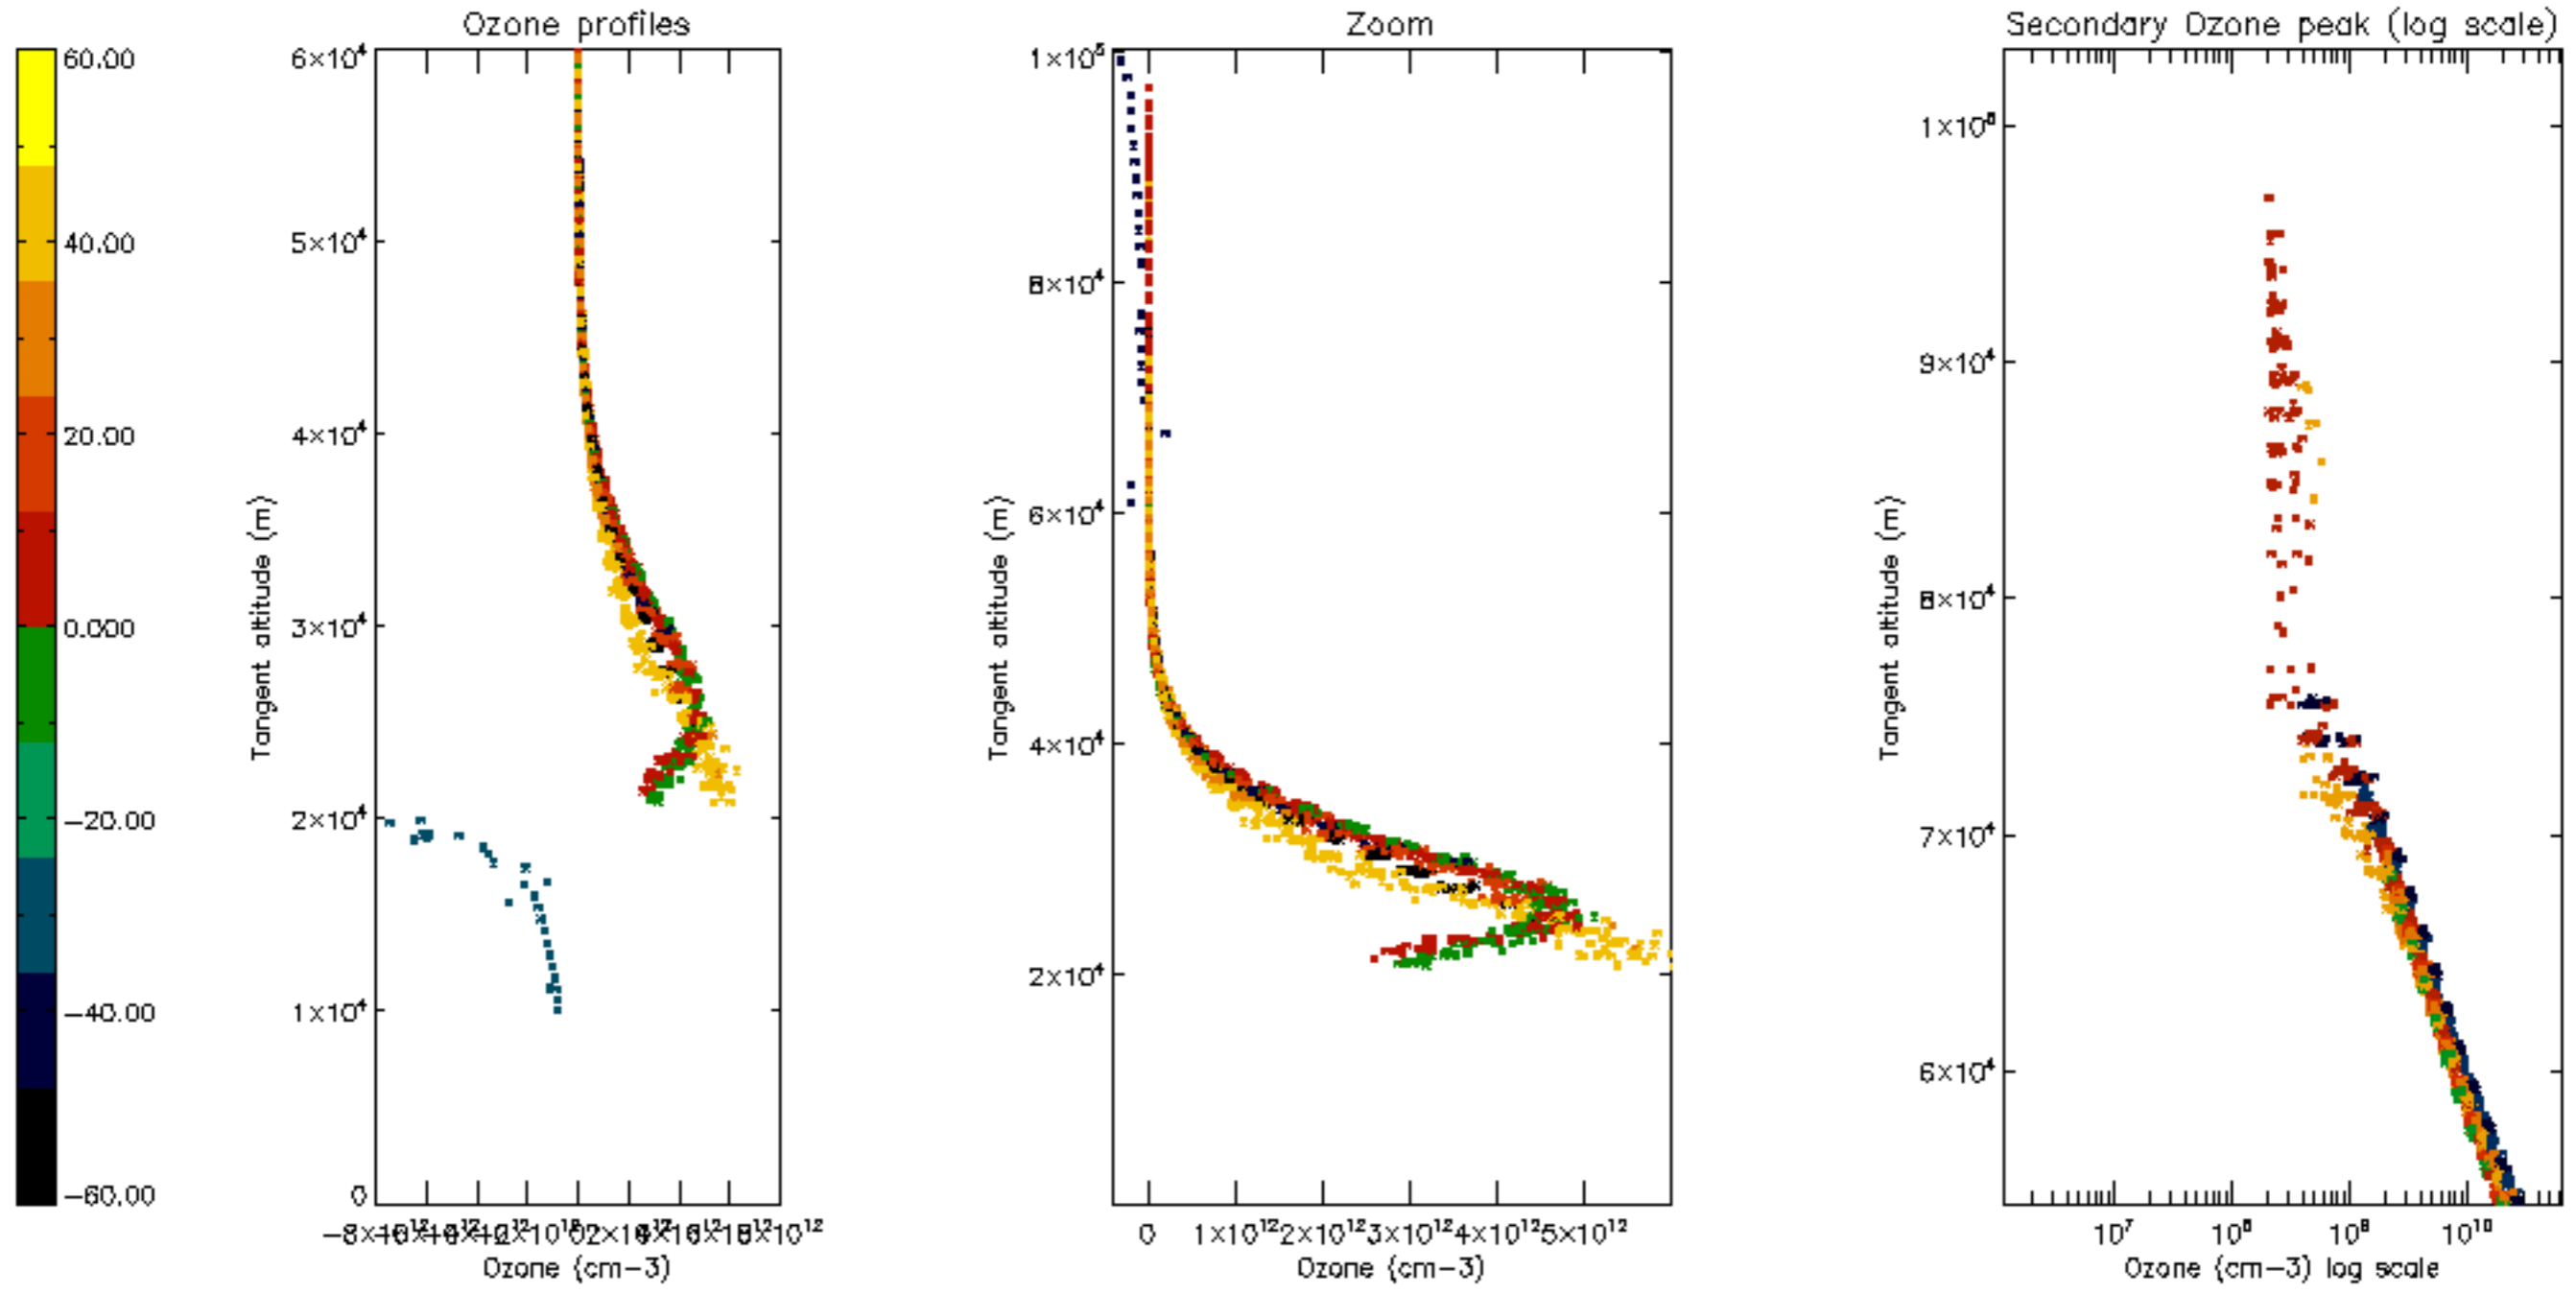 Ozone profiles
Zoom
Secondary Ozone peak (log scale)
60.00
40.00
20.00
0.000
−20.00
−40.00
−60.00
6×10⁴
5×10⁴
4×10⁴
3×10⁴
2×10⁴
1×10⁴
0
Tangent altitude (m)
Ozone (cm−3)
1×10⁵
8×10⁴
6×10⁴
4×10⁴
2×10⁴
Tangent altitude (m)
0 1×10¹² 2×10¹² 3×10¹² 4×10¹² 5×10¹²
Ozone (cm−3)
1×10⁵
9×10⁴
8×10⁴
7×10⁴
6×10⁴
Tangent altitude (m)
10⁷ 10⁸ 10⁹ 10¹⁰
Ozone (cm−3) log scale